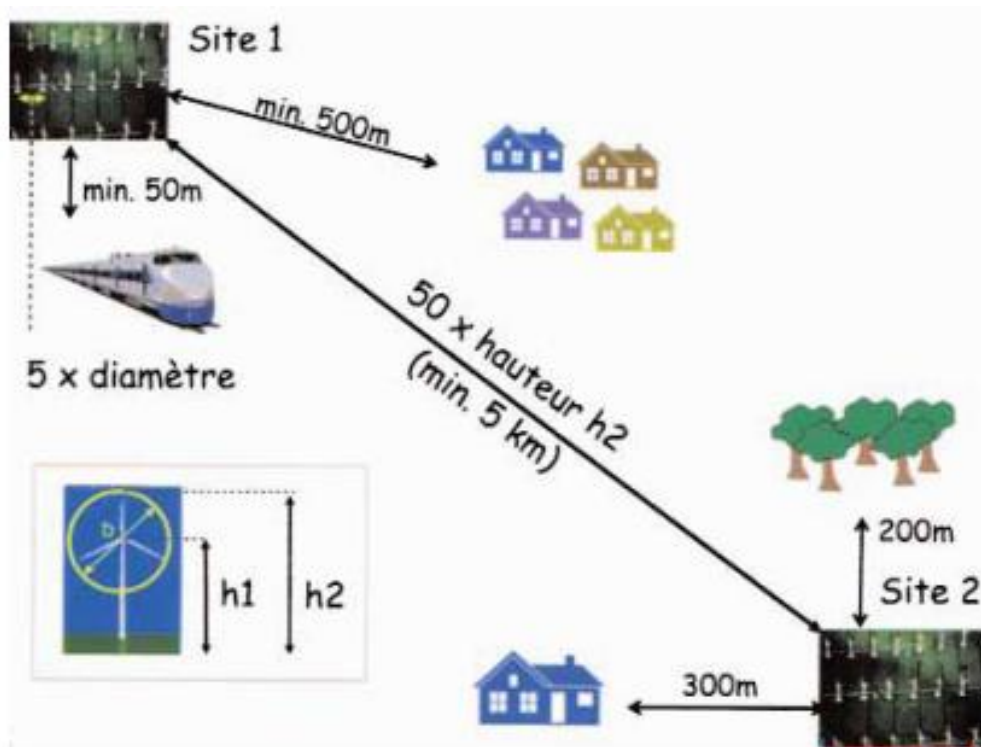 Site 1
min. 500m
min. 50m
5 x diamètre
50 x hauteur h2
(min. 5 km)
200m
Site 2
D
h1
h2
300m